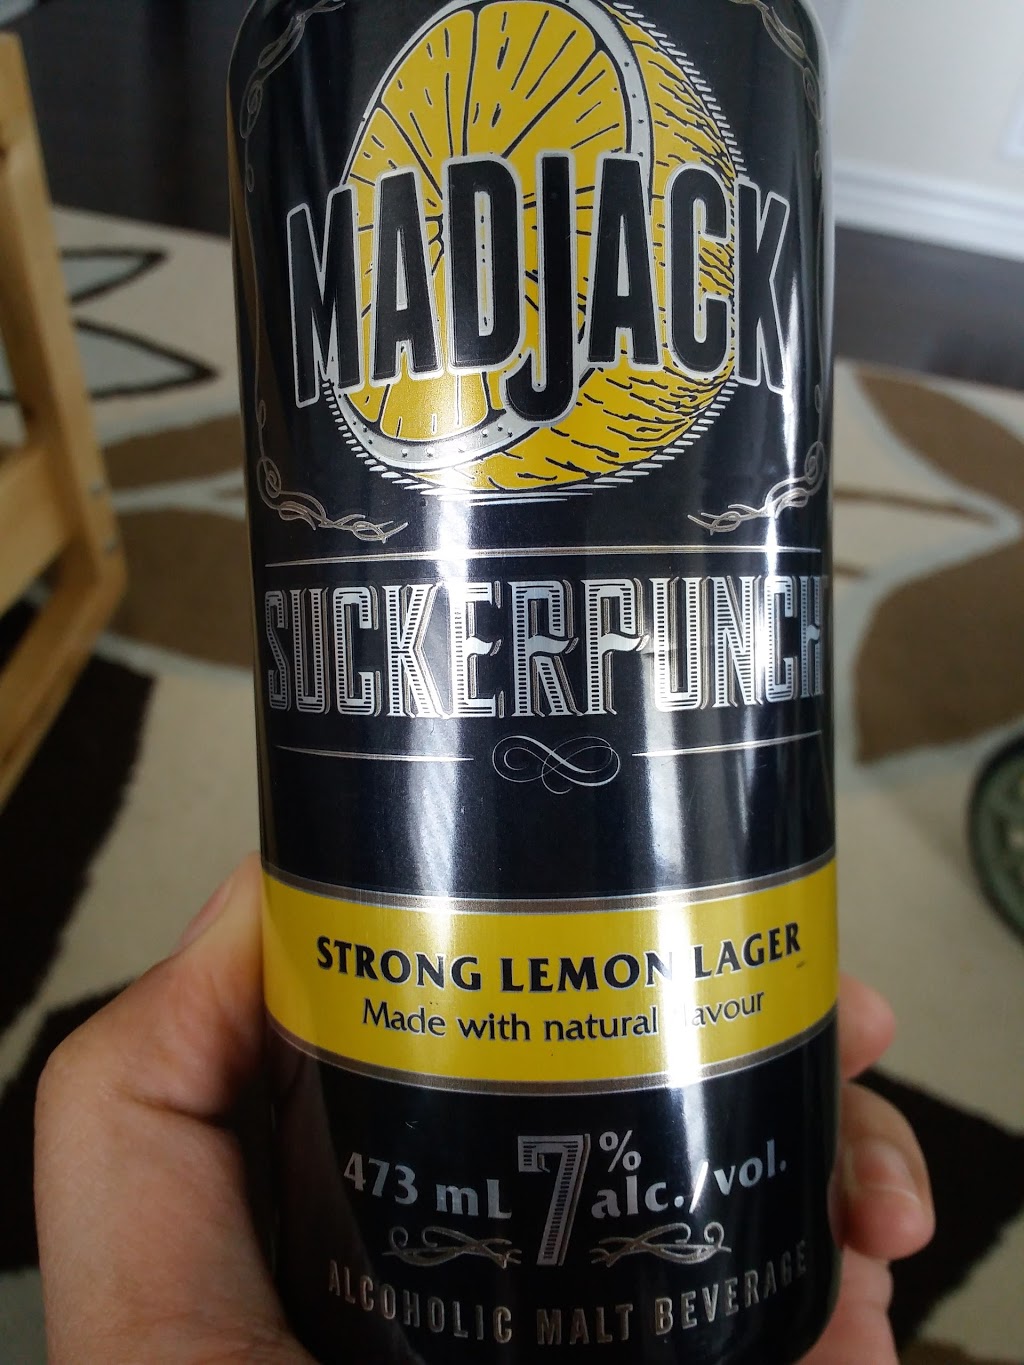 MADJACK
SUCKERPUNCH
STRONG LEMON LAGER
Made with natural flavour
473 mL 7% alc./vol.
ALCOHOLIC MALT BEVERAGE